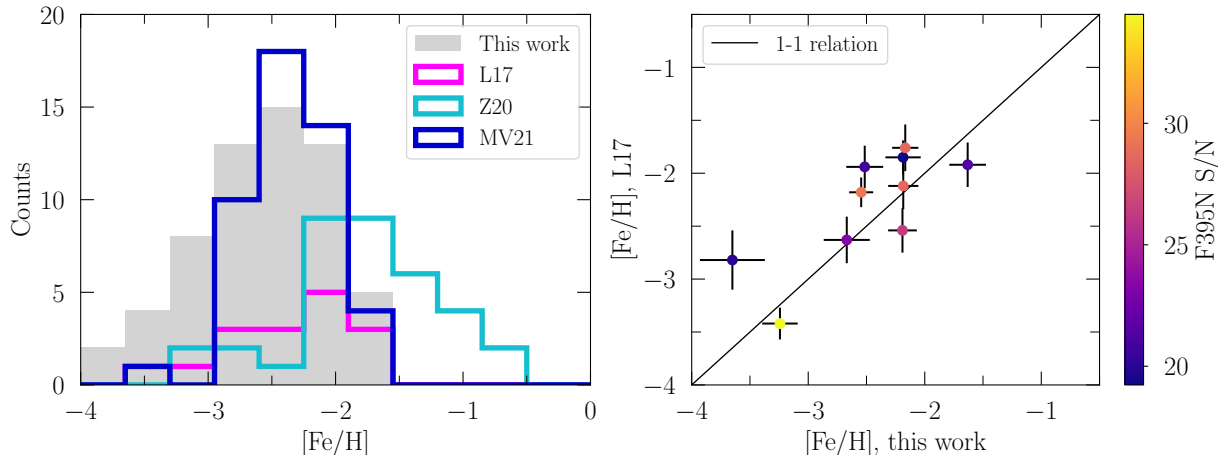 20
15
10
5
0
Counts
−4
−3
−2
−1
0
[Fe/H]
This work
L17
Z20
MV21
−1
−2
−3
−4
[Fe/H], L17
−4
−3
−2
−1
[Fe/H], this work
1-1 relation
30
25
20
F395N S/N